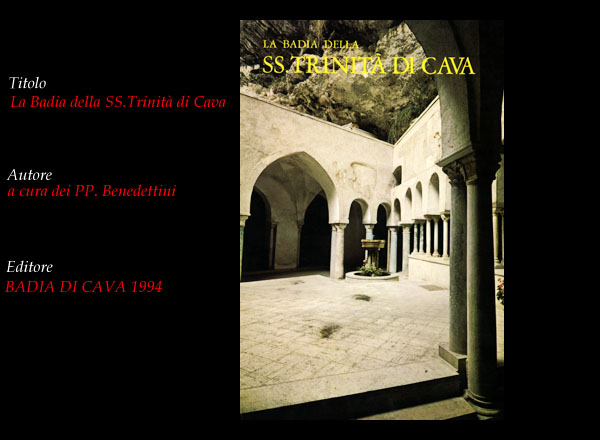 Titolo
La Badia della SS.Trinità di Cava
Autore
a cura dei PP. Benedettini
Editore
BADIA DI CAVA 1994
LA BADIA DELLA
SS. TRINITÀ DI CAVA